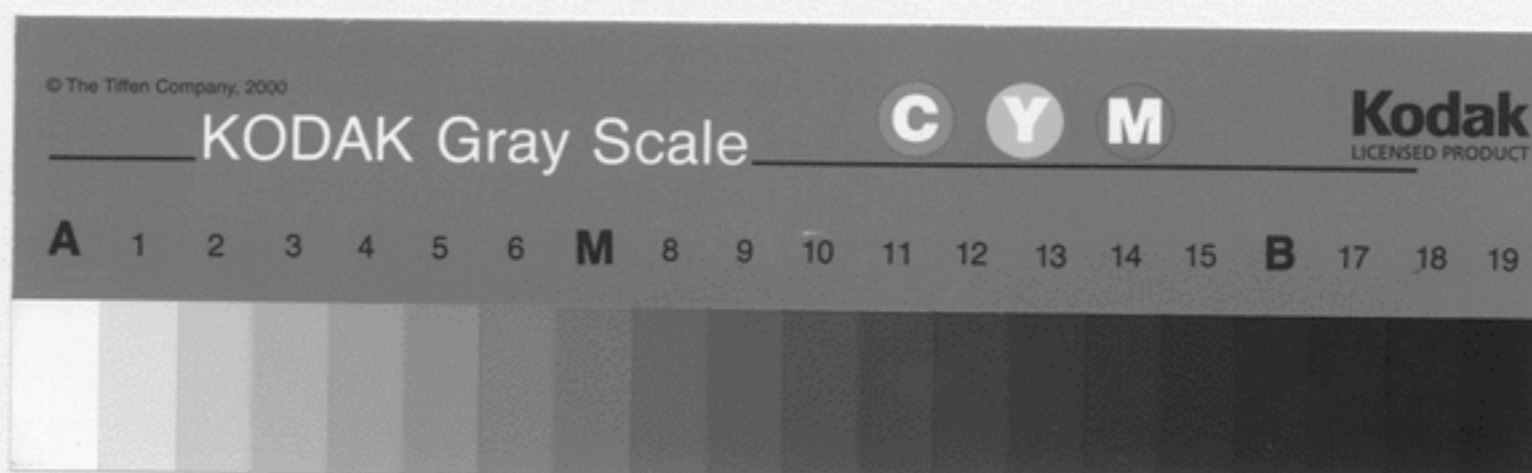 © The Tiffen Company, 2000
KODAK Gray Scale
C Y M
Kodak
LICENSED PRODUCT
A 1 2 3 4 5 6 M 8 9 10 11 12 13 14 15 B 17 18 19